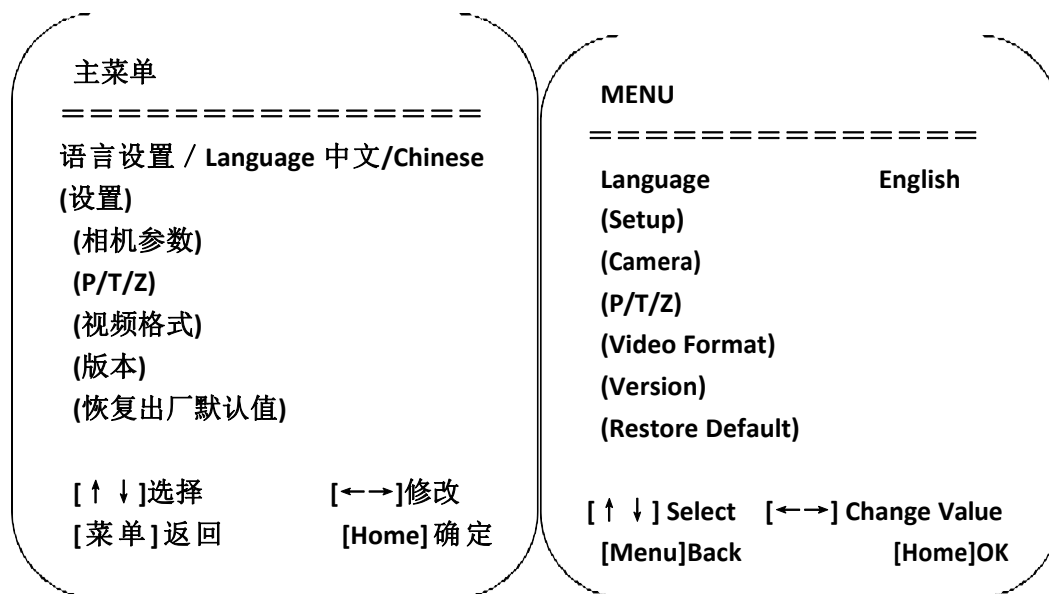 主菜单
===============
语言设置 / Language 中文/Chinese
(设置)
(相机参数)
(P/T/Z)
(视频格式)
(版本)
(恢复出厂默认值)
[↑↓]选择 [←→]修改
[菜单]返回 [Home]确定
MENU
==============
Language English
(Setup)
(Camera)
(P/T/Z)
(Video Format)
(Version)
(Restore Default)
[↑↓] Select [←→] Change Value
[Menu]Back [Home]OK